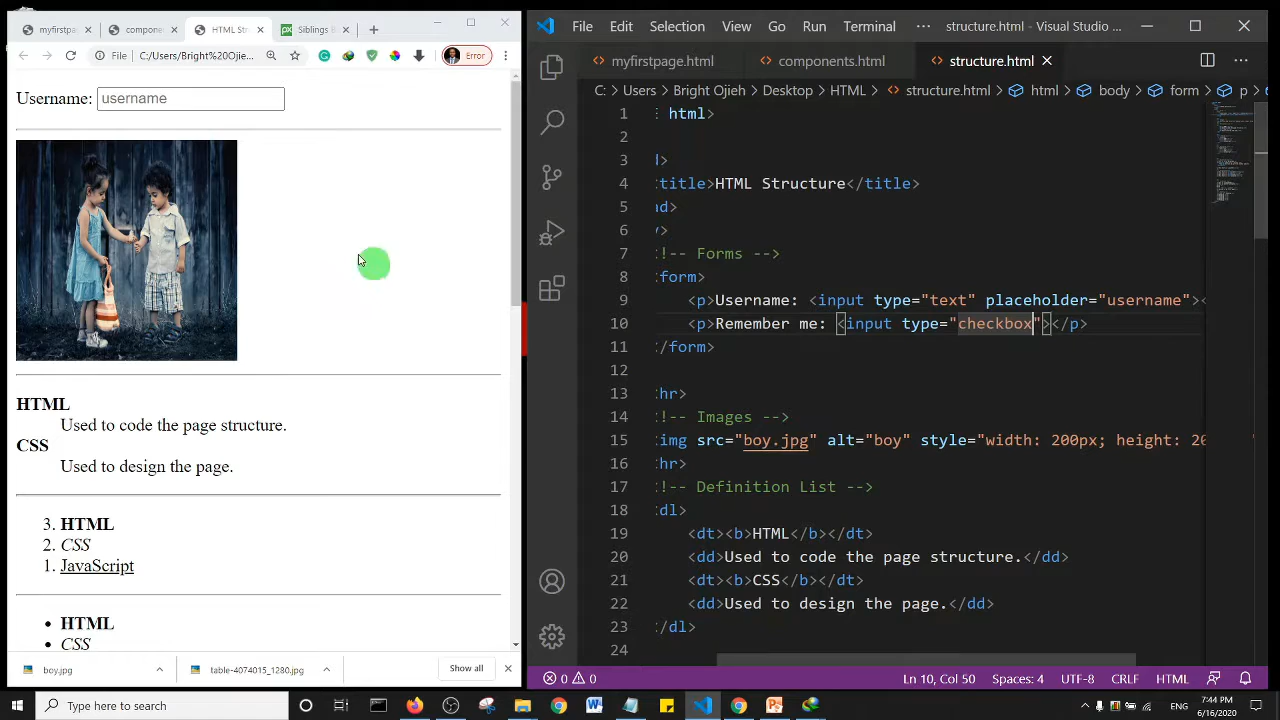 myfirstpa
compone
HTML Str
Siblings B
File
C:/Users/Bright%20Ojie...
Error
Username: username
HTML
Used to code the page structure.
CSS
Used to design the page.
3. HTML
2. CSS
1. JavaScript
HTML
CSS
boy.jpg
table-4074015_1280.jpg
Show all
Type here to search
File Edit Selection View Go Run Terminal ··· structure.html - Visual Studio ...
myfirstpage.html components.html structure.html
C: > Users > Bright Ojieh > Desktop > HTML > structure.html > html > body > form > p >
1 html>
2
3 d>
4 title>HTML Structure</title>
5 ad>
6 y>
7 !-- Forms -->
8 form>
9 <p>Username: <input type="text" placeholder="username"><
10 <p>Remember me: <input type="checkbox"></p>
11 /form>
12
13 hr>
14 !-- Images -->
15 img src="boy.jpg" alt="boy" style="width: 200px; height: 20
16 hr>
17 !-- Definition List -->
18 dl>
19 <dt><b>HTML</b></dt>
20 <dd>Used to code the page structure.</dd>
21 <dt><b>CSS</b></dt>
22 <dd>Used to design the page.</dd>
23 /dl>
24
0 0 Ln 10, Col 50 Spaces: 4 UTF-8 CRLF HTML
ENG
7:44 PM
6/16/2020